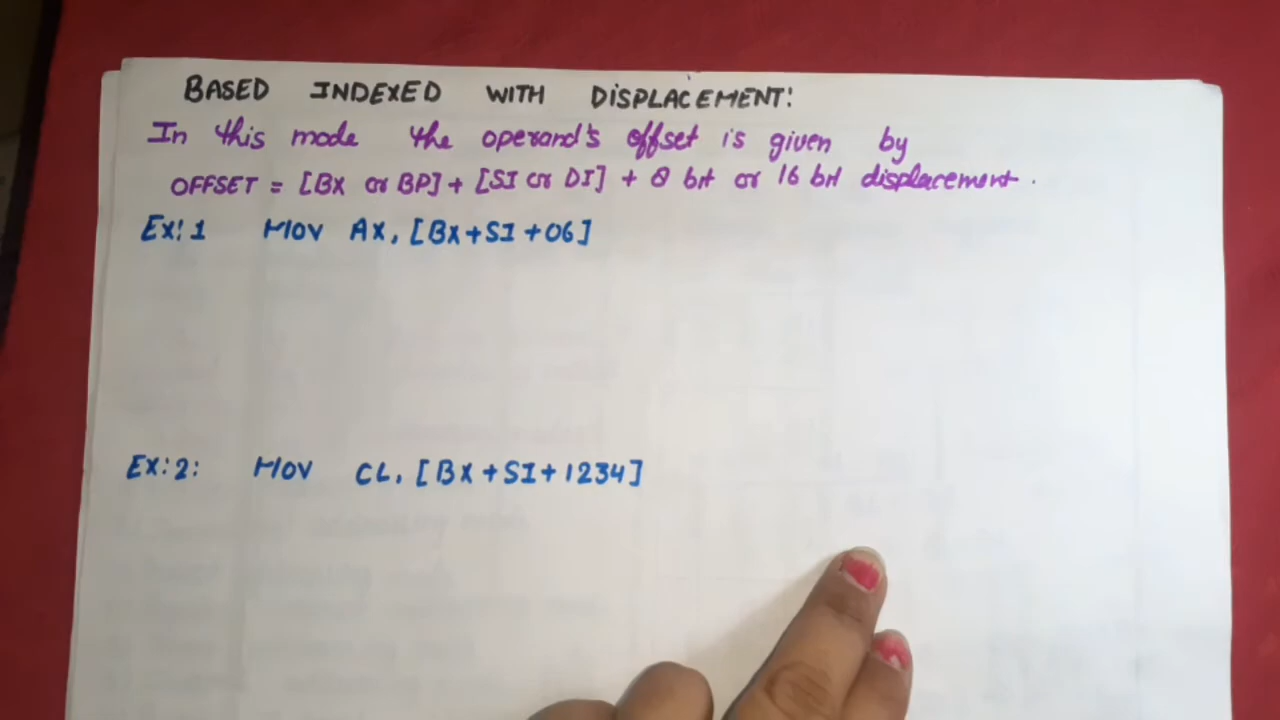 BASED INDEXED WITH DISPLACEMENT:
In this mode the operand's offset is given by
OFFSET = [BX or BP] + [SI or DI] + 8 bit or 16 bit displacement.
Ex: 1 MOV AX, [BX+SI+06]
Ex: 2: MOV CL, [BX+SI+1234]